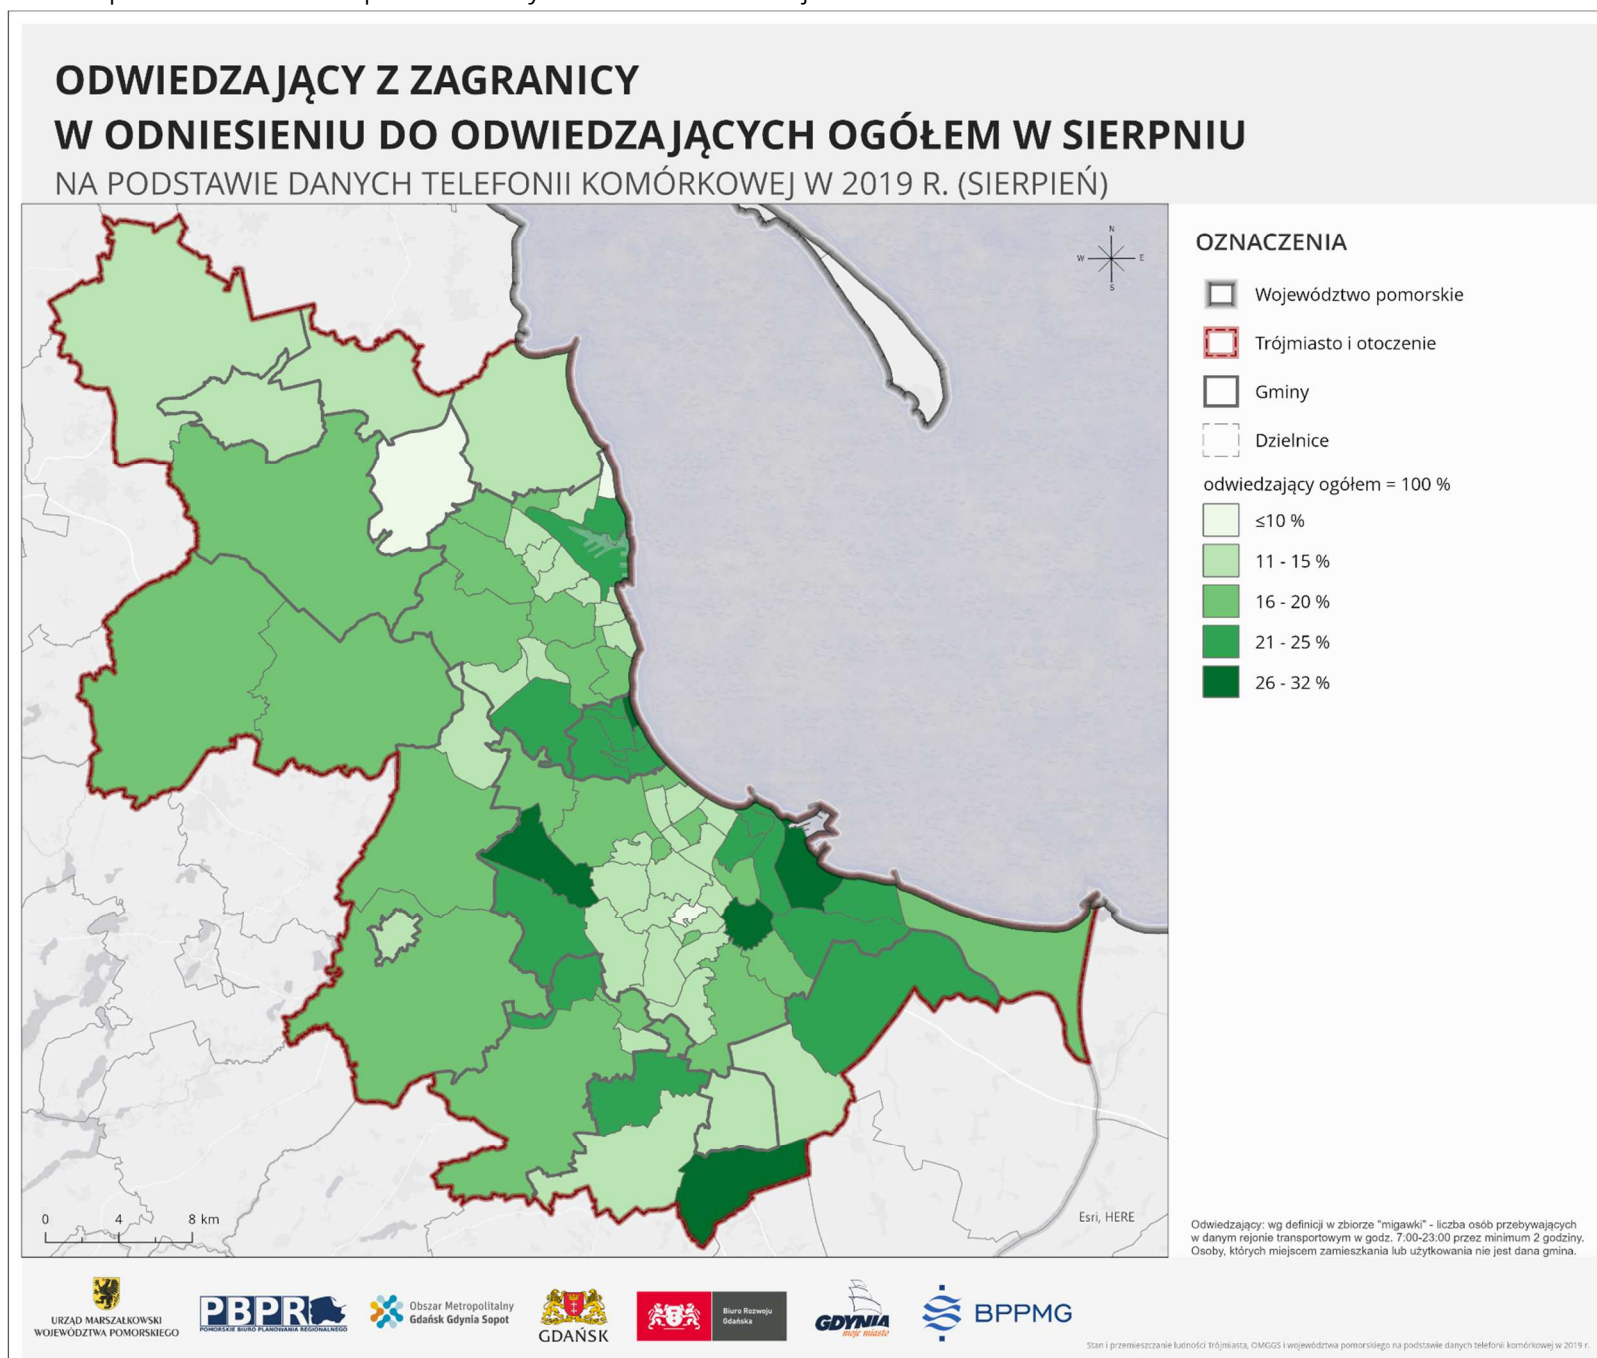 ODWIEDZAJĄCY Z ZAGRANICY
W ODNIESIENIU DO ODWIEDZAJĄCYCH OGÓŁEM W SIERPNIU
NA PODSTAWIE DANYCH TELEFONII KOMÓRKOWEJ W 2019 R. (SIERPIEŃ)
N
W E
S
OZNACZENIA
Województwo pomorskie
Trójmiasto i otoczenie
Gminy
Dzielnice
odwiedzający ogółem = 100 %
≤10 %
11 - 15 %
16 - 20 %
21 - 25 %
26 - 32 %
0 4 8 km
Esri, HERE
Odwiedzający: wg definicji w zbiorze "migawki" - liczba osób przebywających
w danym rejonie transportowym w godz. 7:00-23:00 przez minimum 2 godziny.
Osoby, których miejscem zamieszkania lub użytkowania nie jest dana gmina.
URZĄD MARSZAŁKOWSKI
WOJEWÓDZTWA POMORSKIEGO
PBPR
POMORSKIE BIURO PLANOWANIA REGIONALNEGO
Obszar Metropolitalny
Gdańsk Gdynia Sopot
GDAŃSK
Biuro Rozwoju
Gdańska
GDYNIA
moje miasto
BPPMG
Stan i przemieszczanie ludności Trójmiasta, OMGGS i województwa pomorskiego na podstawie danych telefonii komórkowej w 2019 r.